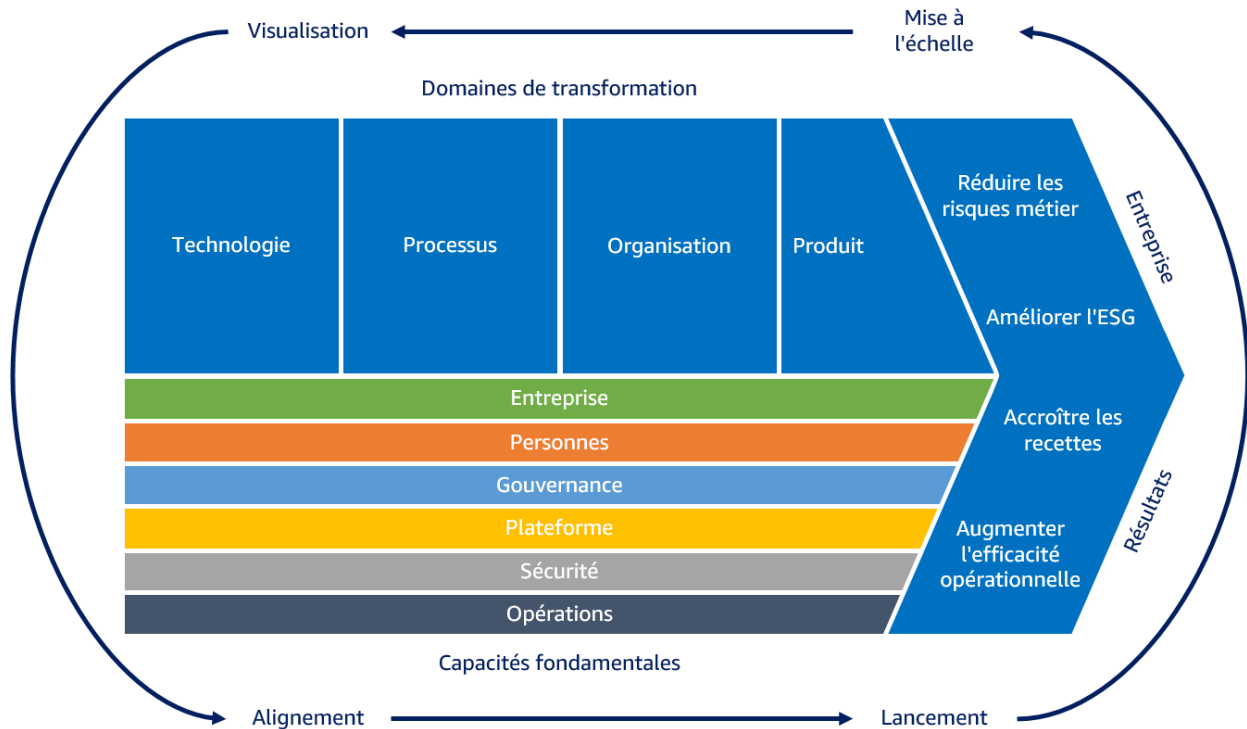 Visualisation
Mise à
l'échelle
Domaines de transformation
Technologie
Processus
Organisation
Produit
Réduire les
risques métier
Améliorer l'ESG
Accroître les
recettes
Augmenter
l'efficacité
opérationnelle
Entreprise
Résultats
Entreprise
Personnes
Gouvernance
Plateforme
Sécurité
Opérations
Capacités fondamentales
Alignement
Lancement